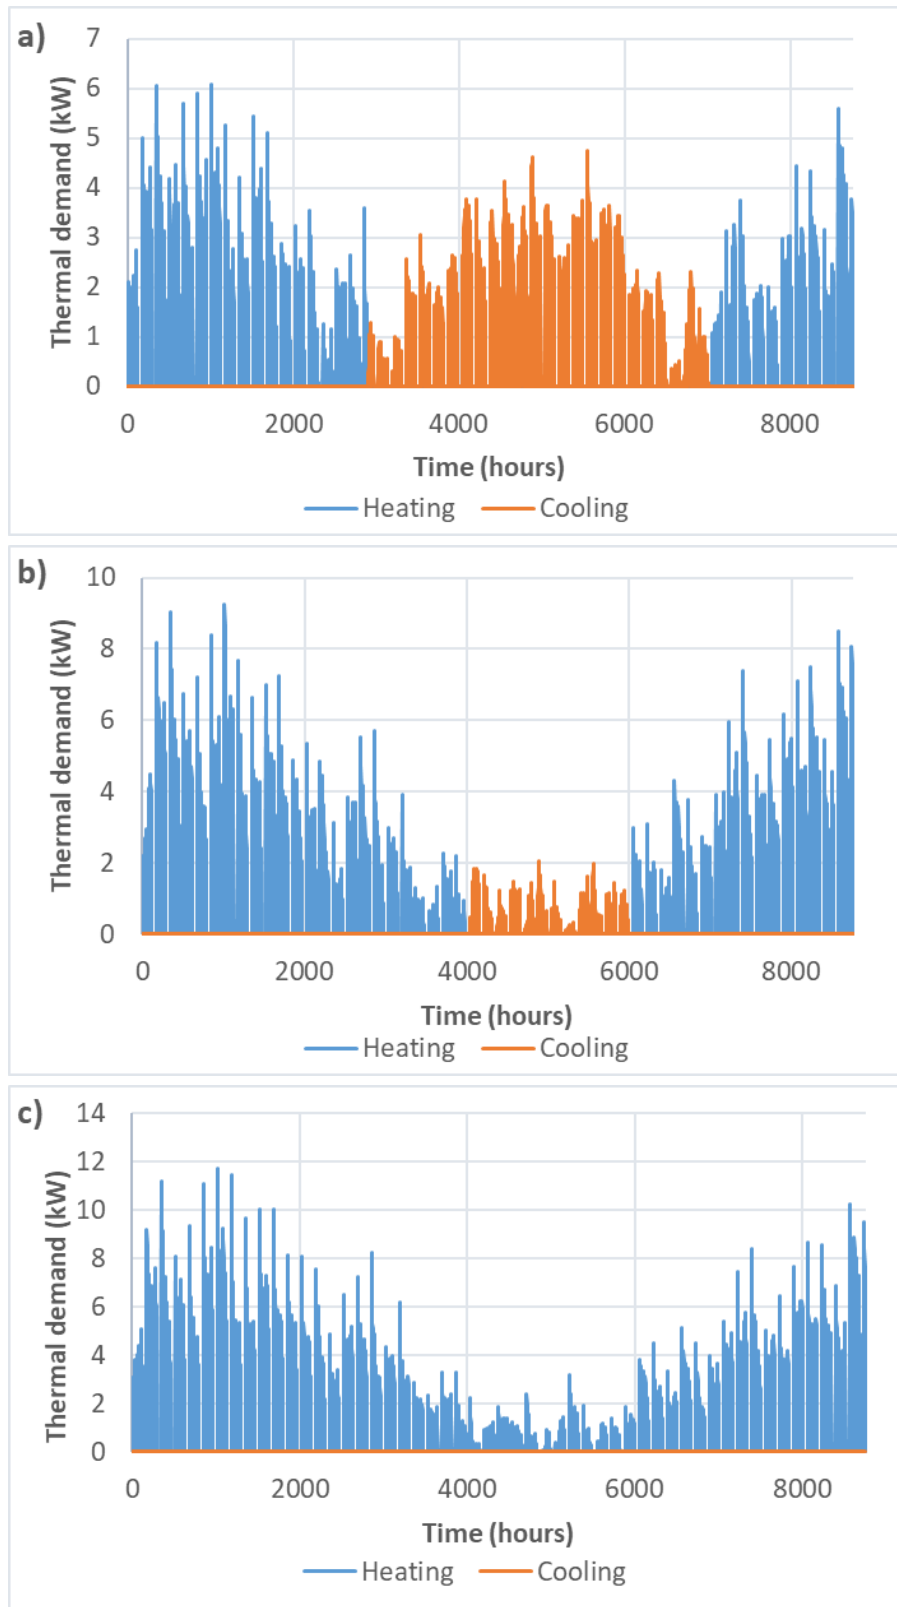 a)
Thermal demand (kW)
7
6
5
4
3
2
1
0
0 2000 4000 6000 8000
Time (hours)
Heating Cooling
b)
Thermal demand (kW)
10
8
6
4
2
0
0 2000 4000 6000 8000
Time (hours)
Heating Cooling
c)
Thermal demand (kW)
14
12
10
8
6
4
2
0
0 2000 4000 6000 8000
Time (hours)
Heating Cooling